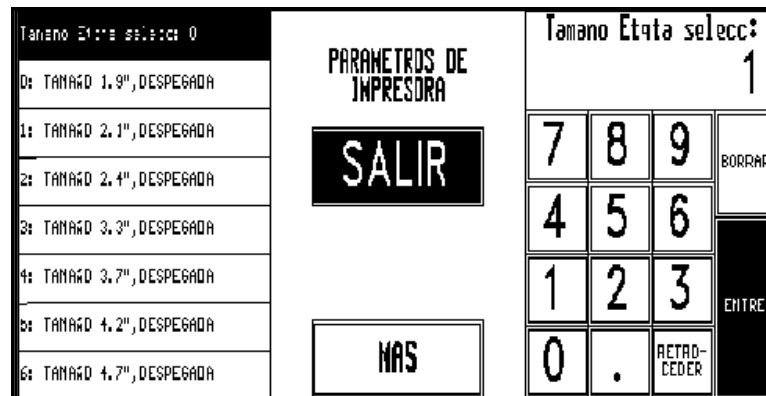 Tamano Etqta selecc: 0
0: TAMAÑO 1.9",DESPEGADA
1: TAMAÑO 2.1",DESPEGADA
2: TAMAÑO 2.4",DESPEGADA
3: TAMAÑO 3.3",DESPEGADA
4: TAMAÑO 3.7",DESPEGADA
5: TAMAÑO 4.2",DESPEGADA
6: TAMAÑO 4.7",DESPEGADA
PARAMETROS DE
IMPRESORA
SALIR
MAS
Tamano Etqta selecc:
1
7 8 9 BORRAR
4 5 6
1 2 3 ENTRE
0 . RETRO-
CEDER